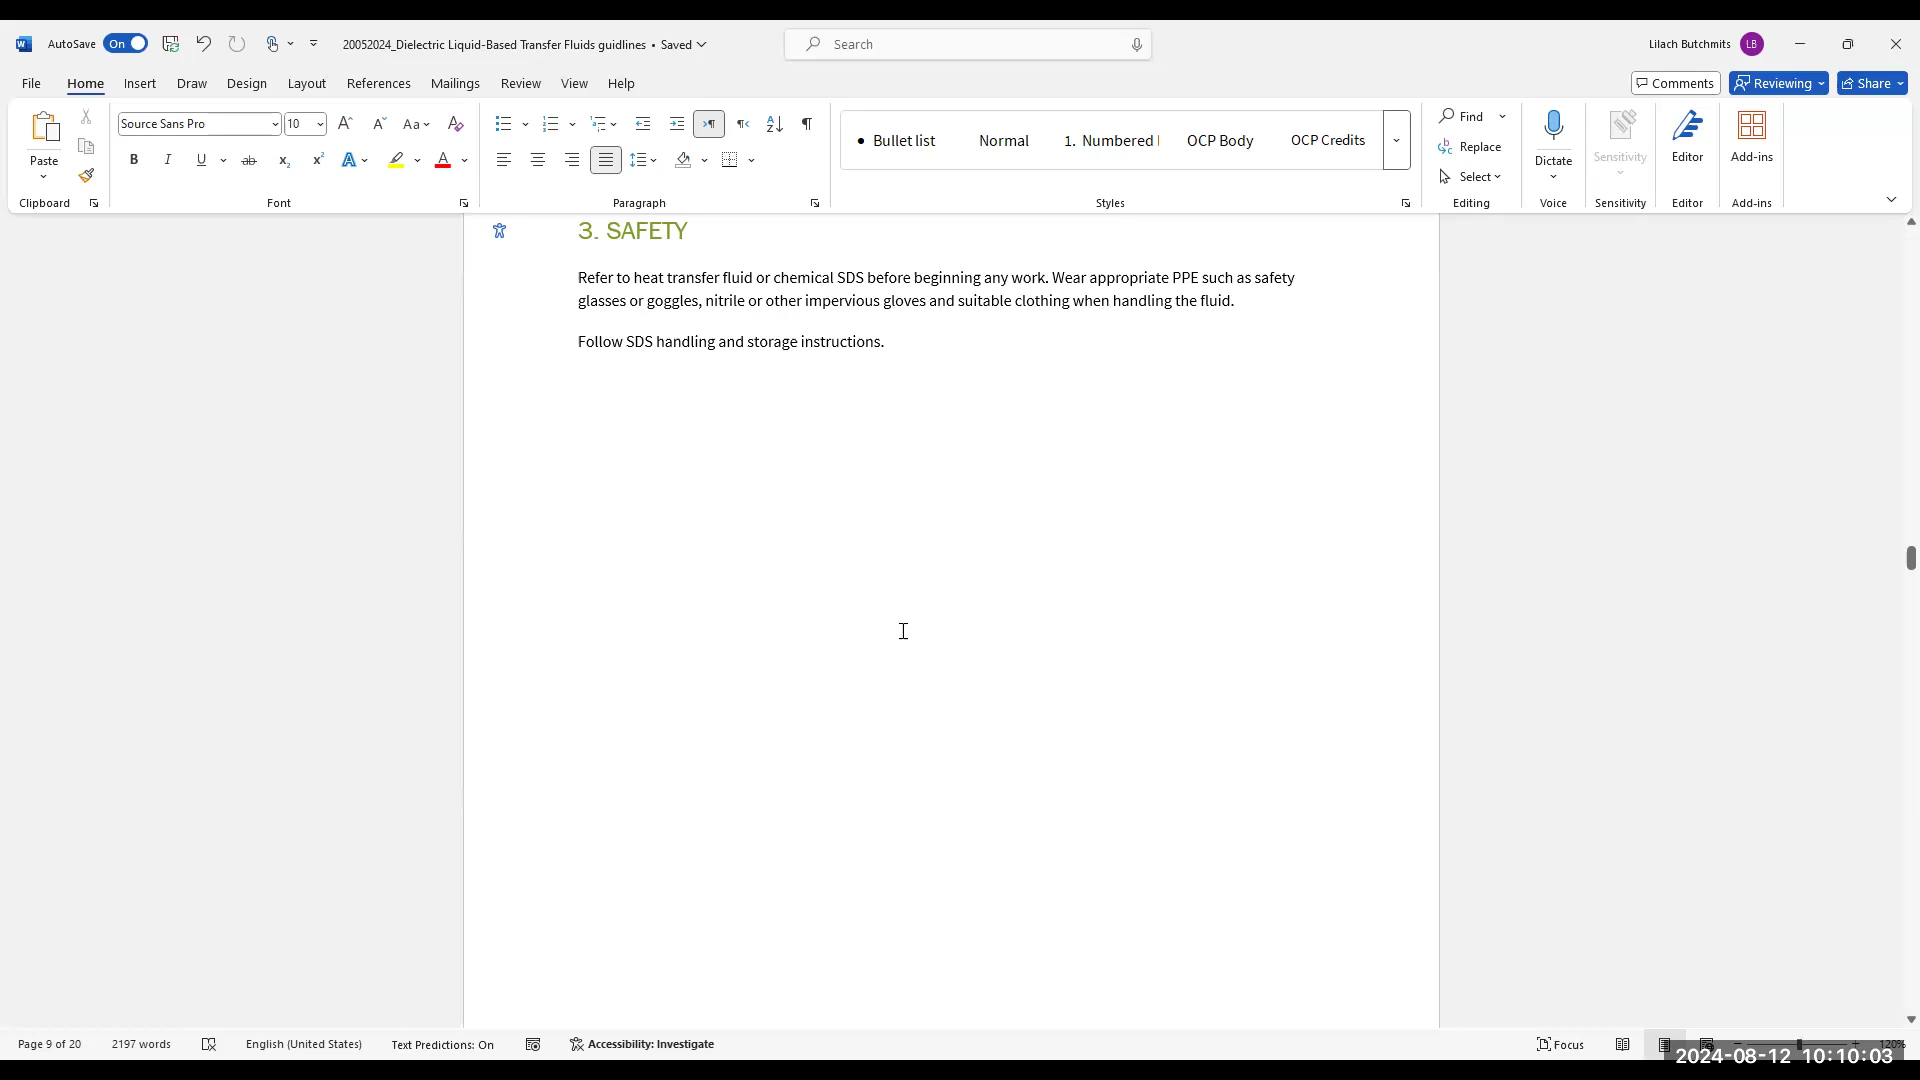 AutoSave On 20052024_Dielectric Liquid-Based Transfer Fluids guidlines • Saved Search Lilach Butchmits LB
File Home Insert Draw Design Layout References Mailings Review View Help Comments Reviewing Share
Paste
Clipboard
Source Sans Pro 10
Font
Paragraph
• Bullet list Normal 1. Numbered OCP Body OCP Credits
Styles
Find
Replace
Select
Editing
Dictate
Voice
Sensitivity
Sensitivity
Editor
Editor
Add-ins
Add-ins
3. SAFETY
Refer to heat transfer fluid or chemical SDS before beginning any work. Wear appropriate PPE such as safety
glasses or goggles, nitrile or other impervious gloves and suitable clothing when handling the fluid.
Follow SDS handling and storage instructions.
Page 9 of 20 2197 words English (United States) Text Predictions: On Accessibility: Investigate Focus 120%
2024-08-12 10:10:03